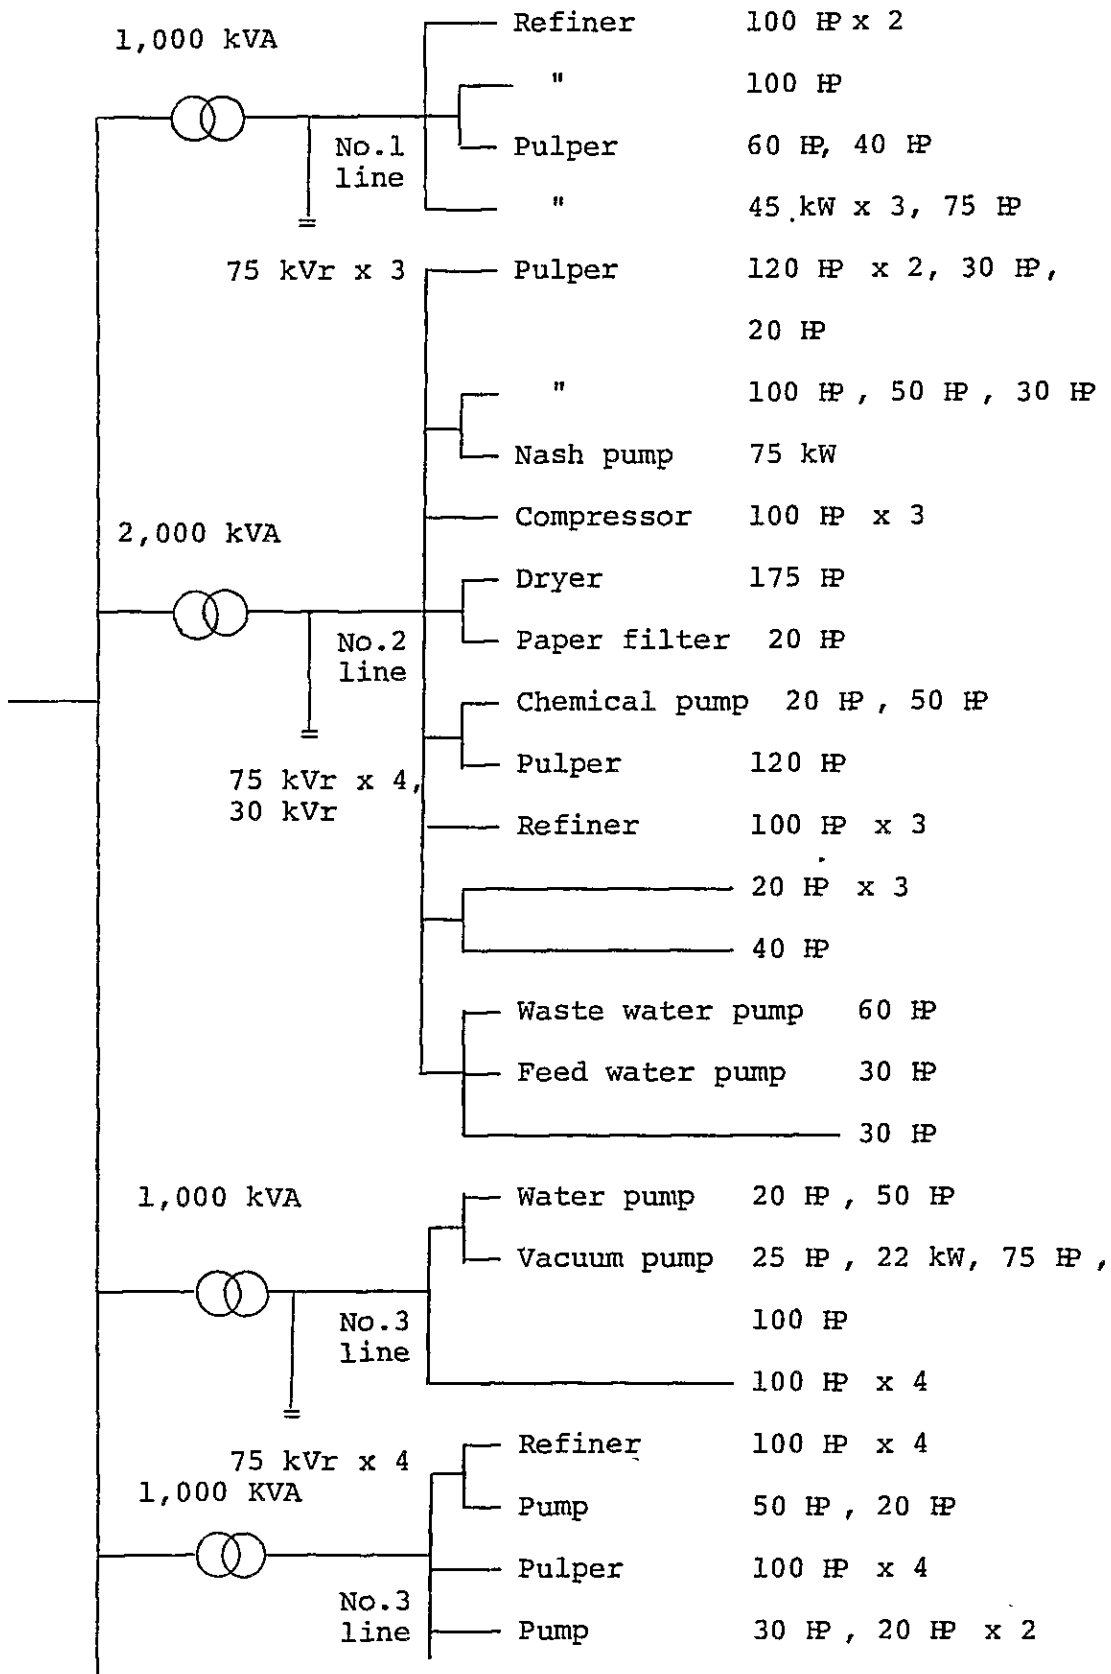 1,000 kVA
Refiner 100 HP x 2
" 100 HP
No.1 line
Pulper 60 HP, 40 HP
" 45 kW x 3, 75 HP
75 kVr x 3
Pulper 120 HP x 2, 30 HP,
20 HP
" 100 HP, 50 HP, 30 HP
Nash pump 75 kW
Compressor 100 HP x 3
2,000 kVA
Dryer 175 HP
No.2 line
Paper filter 20 HP
Chemical pump 20 HP, 50 HP
75 kVr x 4,
30 kVr
Pulper 120 HP
Refiner 100 HP x 3
20 HP x 3
40 HP
Waste water pump 60 HP
Feed water pump 30 HP
30 HP
1,000 kVA
Water pump 20 HP, 50 HP
Vacuum pump 25 HP, 22 kW, 75 HP,
100 HP
No.3 line
100 HP x 4
75 kVr x 4
1,000 KVA
Refiner 100 HP x 4
Pump 50 HP, 20 HP
Pulper 100 HP x 4
No.3 line
Pump 30 HP, 20 HP x 2